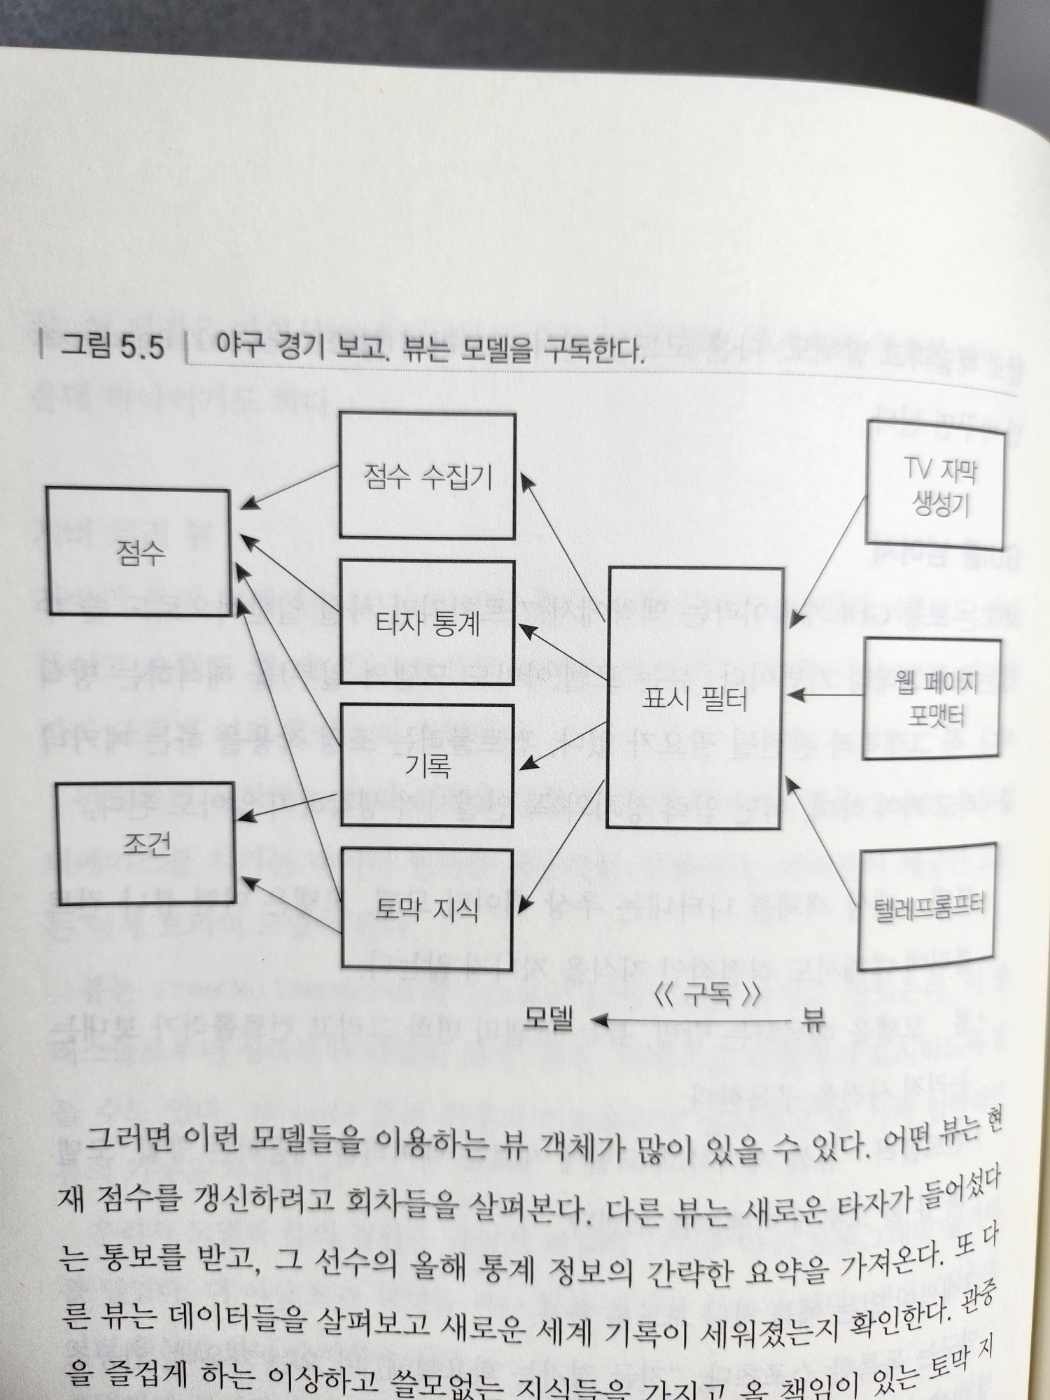 그림 5.5 야구 경기 보고. 뷰는 모델을 구독한다.
점수
조건
점수 수집기
타자 통계
기록
토막 지식
표시 필터
TV 자막
생성기
웹 페이지
포맷터
텔레프롬프터
《 구독 》
모델 뷰
그러면 이런 모델들을 이용하는 뷰 객체가 많이 있을 수 있다. 어떤 뷰는 현
재 점수를 갱신하려고 회차들을 살펴본다. 다른 뷰는 새로운 타자가 들어섰다
는 통보를 받고, 그 선수의 올해 통계 정보의 간략한 요약을 가져온다. 또 다
른 뷰는 데이터들을 살펴보고 새로운 세계 기록이 세워졌는지 확인한다. 관중
을 즐겁게 하는 이상하고 쓸모없는 지식들을 가지고 올 책임이 있는 토막 지